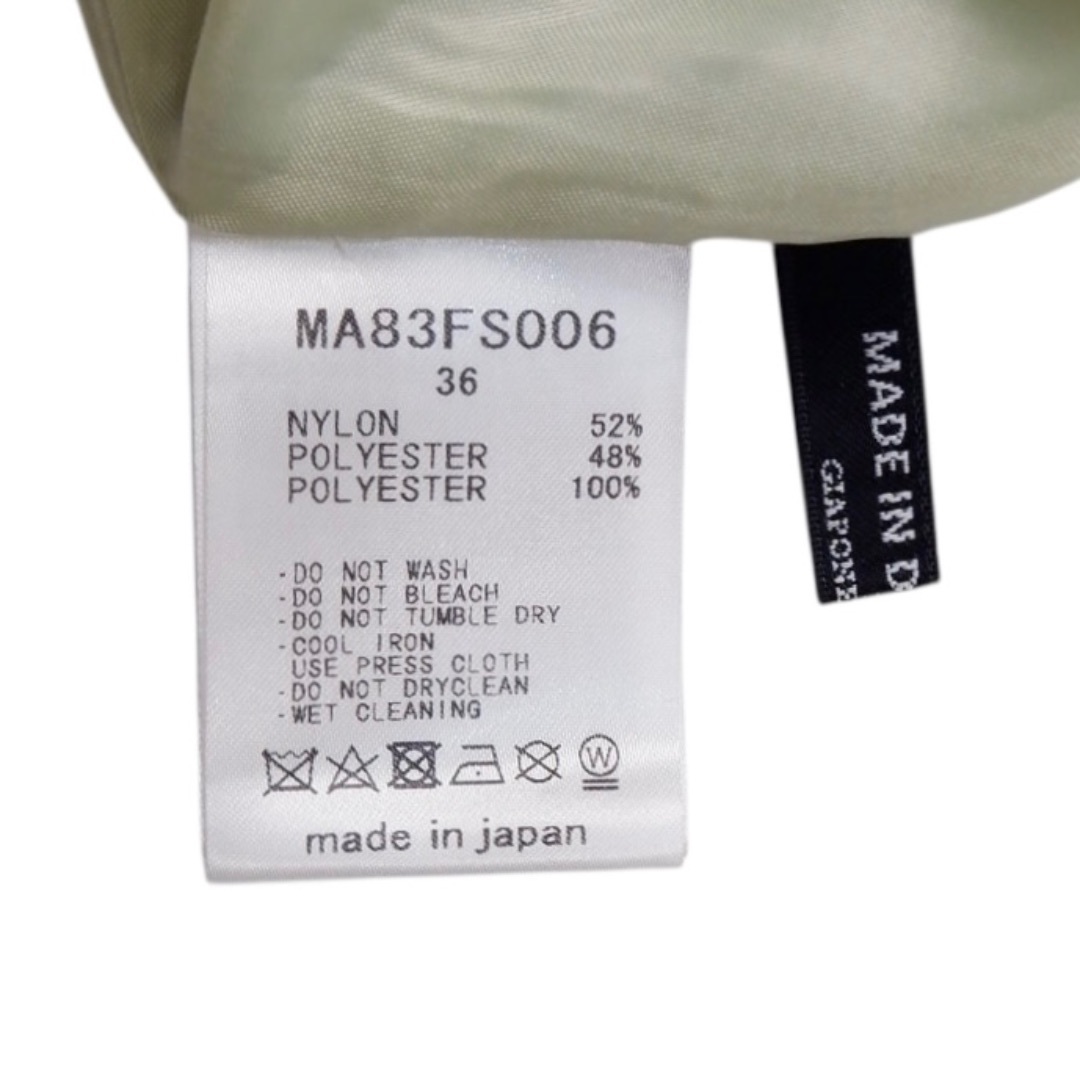 MA83FS006
36
NYLON 52%
POLYESTER 48%
POLYESTER 100%
-DO NOT WASH
-DO NOT BLEACH
-DO NOT TUMBLE DRY
-COOL IRON
USE PRESS CLOTH
-DO NOT DRYCLEAN
-WET CLEANING
W
made in japan
MADE IN